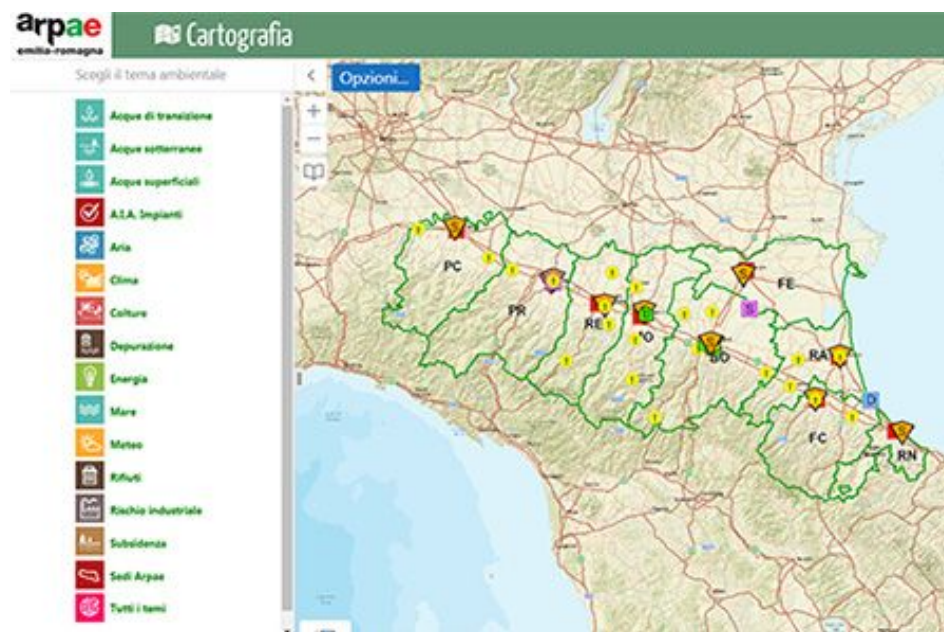 arpae
emilia-romagna
Cartografia
Scegli il tema ambientale
Opzioni...
Acque di transizione
Acque sotterranee
Acque superficiali
A.I.A. Impianti
Aria
Clima
Colture
Depurazione
Energia
Mare
Meteo
Rifiuti
Rischio industriale
Subsidenza
Sedi Arpae
Tutti i temi
PC
PR
RE
MO
BO
FE
S
RA
D
FC
RN